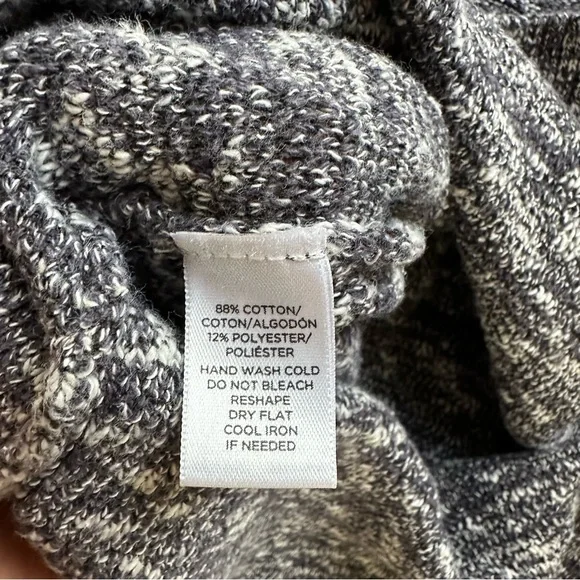 88% COTTON/
COTON/ALGODÓN
12% POLYESTER/
POLIÉSTER
HAND WASH COLD
DO NOT BLEACH
RESHAPE
DRY FLAT
COOL IRON
IF NEEDED